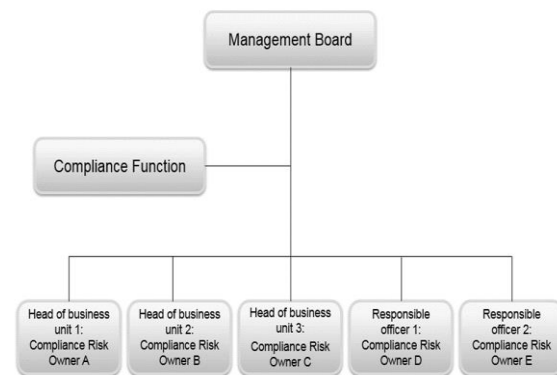 Management Board
Compliance Function
Head of business
unit 1:
Compliance Risk
Owner A
Head of business
unit 2:
Compliance Risk
Owner B
Head of business
unit 3:
Compliance Risk
Owner C
Responsible
officer 1:
Compliance Risk
Owner D
Responsible
officer 2:
Compliance Risk
Owner E